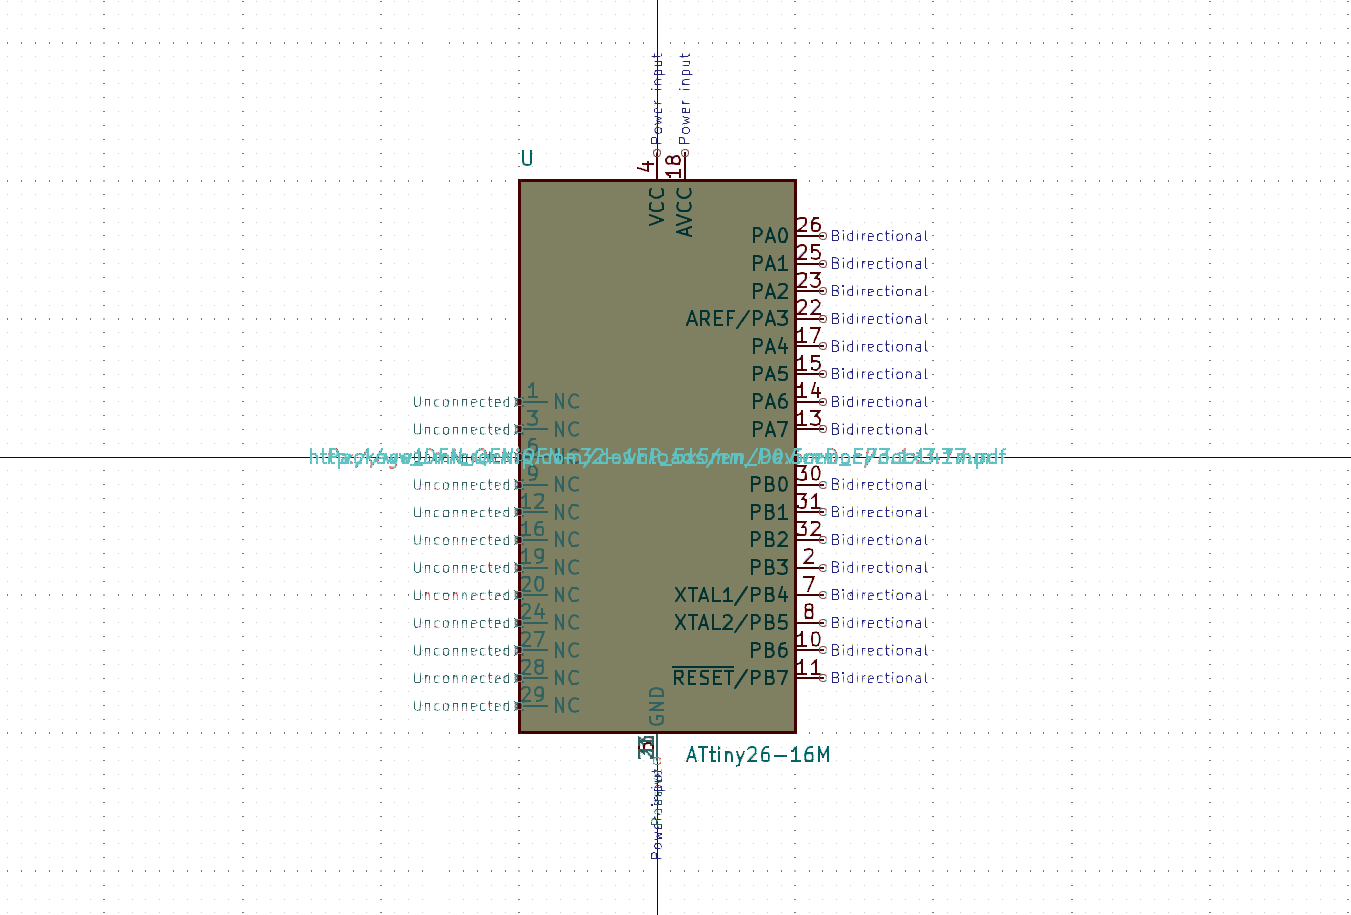 Power input
Power input
U
4
18
VCC
AVCC
PA0 26 Bidirectional
PA1 25 Bidirectional
PA2 23 Bidirectional
AREF/PA3 22 Bidirectional
PA4 17 Bidirectional
PA5 15 Bidirectional
Unconnected 1 NC PA6 14 Bidirectional
Unconnected 3 NC PA7 13 Bidirectional
6
Unconnected 9 NC PB0 30 Bidirectional
Unconnected 12 NC PB1 31 Bidirectional
Unconnected 16 NC PB2 32 Bidirectional
Unconnected 19 NC PB3 2 Bidirectional
Unconnected 20 NC XTAL1/PB4 7 Bidirectional
Unconnected 24 NC XTAL2/PB5 8 Bidirectional
Unconnected 27 NC PB6 10 Bidirectional
Unconnected 28 NC RESET/PB7 11 Bidirectional
Unconnected 29 NC
GND
ATtiny26-16M
Power input